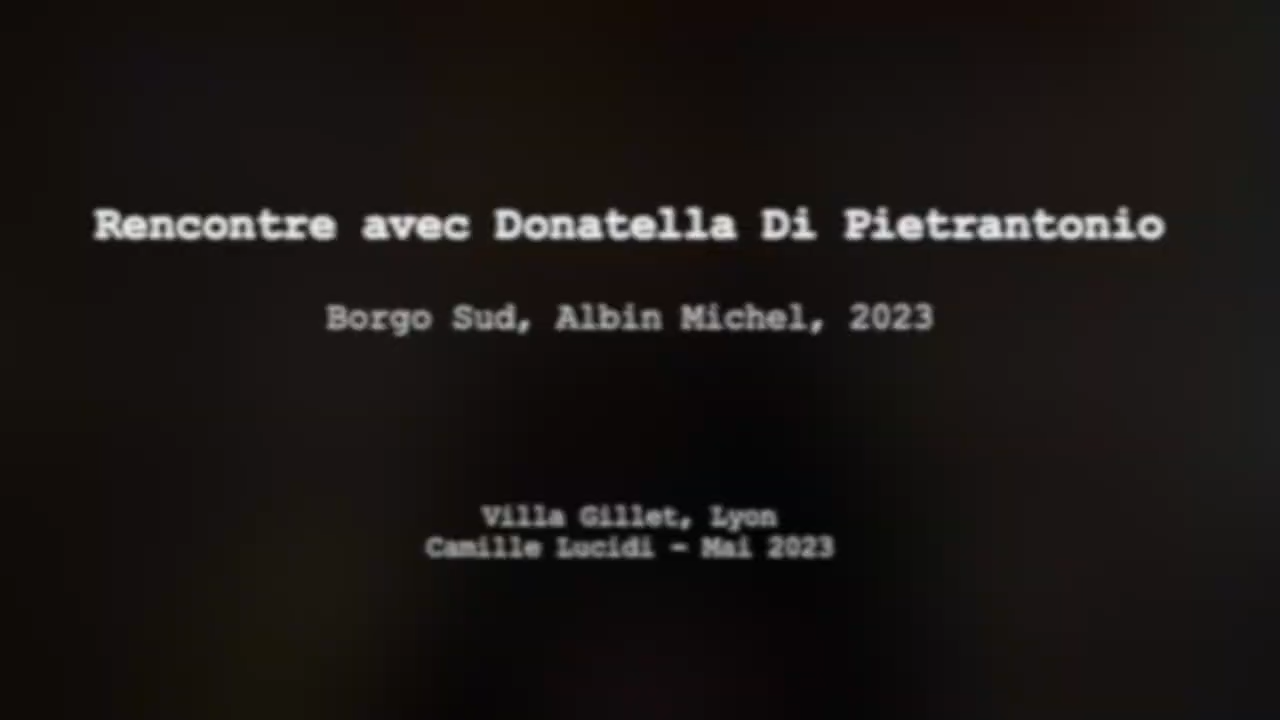 Rencontre avec Donatella Di Pietrantonio
Borgo Sud, Albin Michel, 2023
Villa Gillet, Lyon
Camille Lucidi - Mai 2023